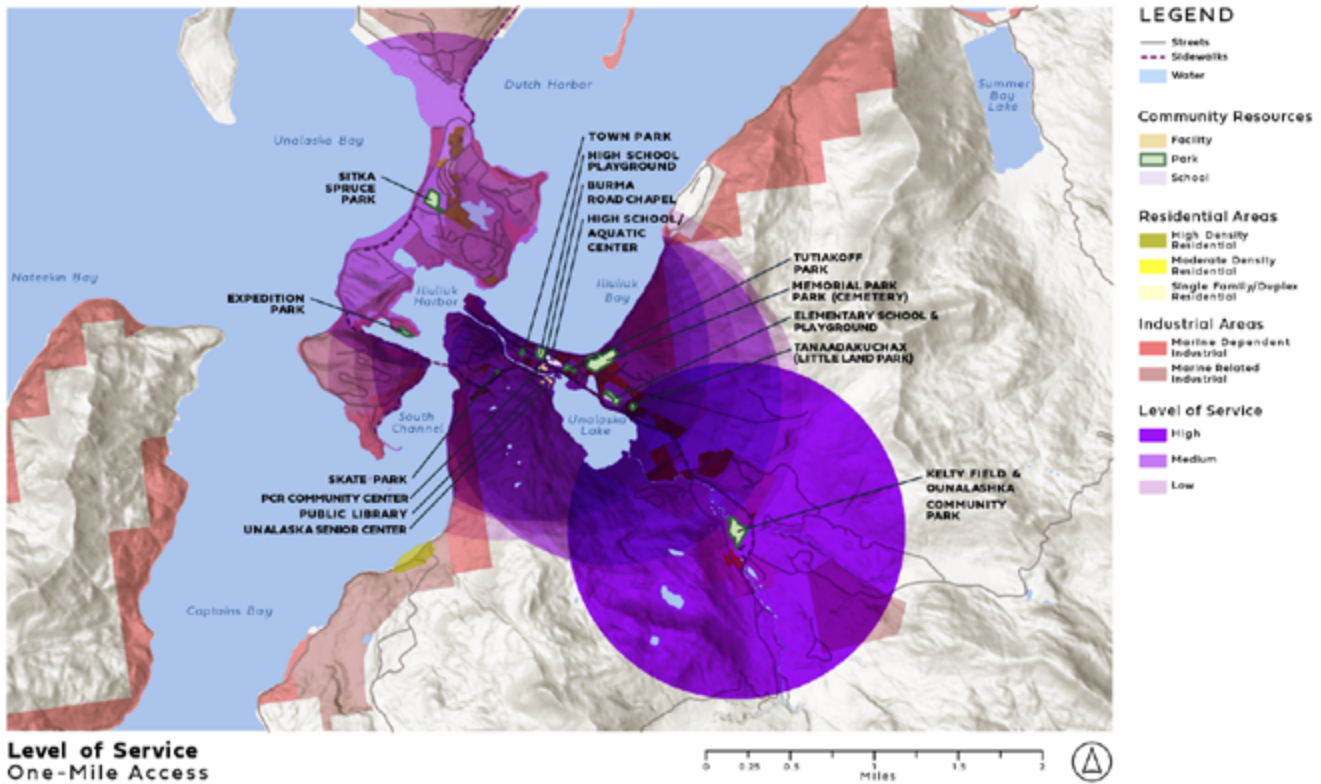 Dutch Harbor
Unalaska Bay
TOWN PARK
HIGH SCHOOL
PLAYGROUND
BURMA
ROAD CHAPEL
HIGH SCHOOL/
AQUATIC
CENTER
SITKA
SPRUCE
PARK
Summer
Bay
Lake
Nateekin Bay
EXPEDITION
PARK
Iliuliuk
Harbor
Iliuliuk
Bay
TUTIAKOFF
PARK
MEMORIAL PARK
PARK (CEMETERY)
ELEMENTARY SCHOOL &
PLAYGROUND
TANAADAKUCHAX
(LITTLE LAND PARK)
South
Channel
Unalaska
Lake
SKATE PARK
PCR COMMUNITY CENTER
PUBLIC LIBRARY
UNALASKA SENIOR CENTER
KELTY FIELD &
OUNALASHKA
COMMUNITY
PARK
Captains Bay
LEGEND
Streets
Sidewalks
Water
Community Resources
Facility
Park
School
Residential Areas
High Density
Residential
Moderate Density
Residential
Single Family/Duplex
Residential
Industrial Areas
Marine Dependent
Industrial
Marine Related
Industrial
Level of Service
High
Medium
Low
Level of Service
One-Mile Access
0 0.25 0.5 1 2
Miles